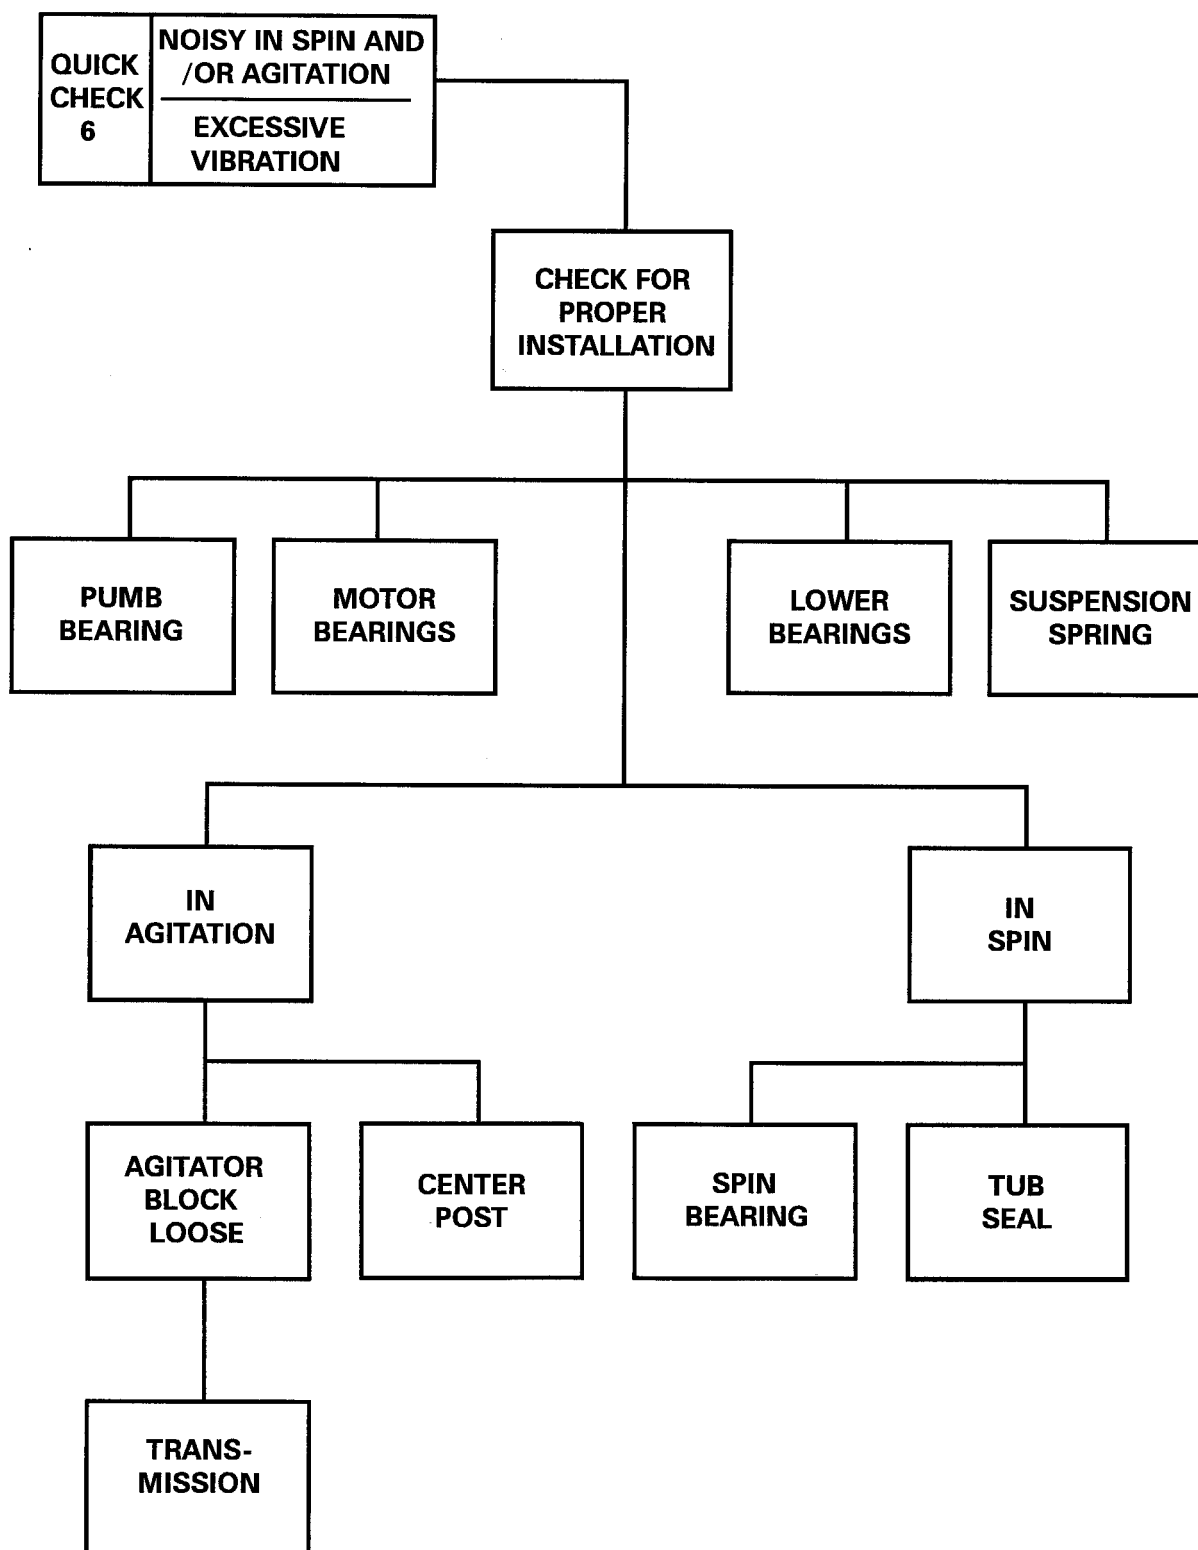 QUICK
CHECK
6
NOISY IN SPIN AND
/OR AGITATION
EXCESSIVE
VIBRATION
CHECK FOR
PROPER
INSTALLATION
PUMB
BEARING
MOTOR
BEARINGS
LOWER
BEARINGS
SUSPENSION
SPRING
IN
AGITATION
IN
SPIN
AGITATOR
BLOCK
LOOSE
CENTER
POST
SPIN
BEARING
TUB
SEAL
TRANS-
MISSION